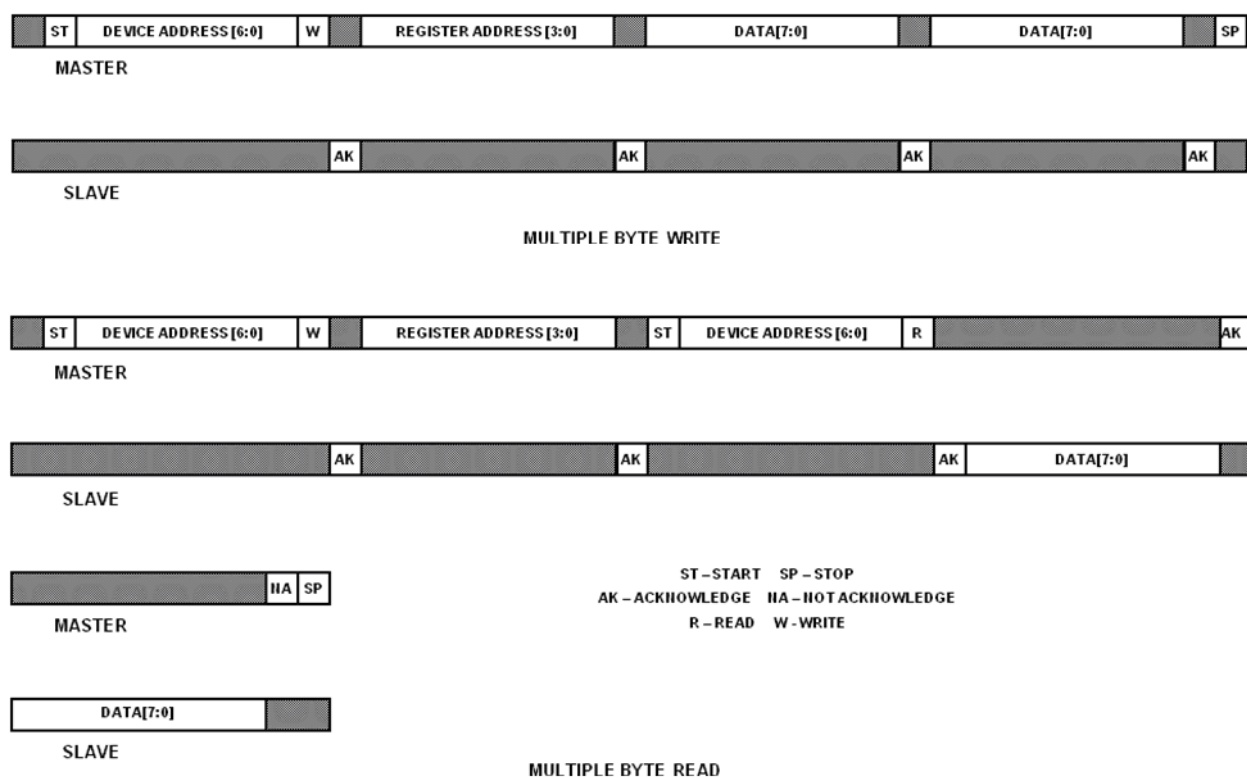 ST DEVICE ADDRESS [6:0] W REGISTER ADDRESS [3:0] DATA[7:0] DATA[7:0] SP
MASTER
AK AK AK AK
SLAVE
MULTIPLE BYTE WRITE
ST DEVICE ADDRESS [6:0] W REGISTER ADDRESS [3:0] ST DEVICE ADDRESS [6:0] R AK
MASTER
AK AK AK DATA[7:0]
SLAVE
NA SP
MASTER
ST – START SP – STOP
AK – ACKNOWLEDGE NA – NOT ACKNOWLEDGE
R – READ W - WRITE
DATA[7:0]
SLAVE
MULTIPLE BYTE READ